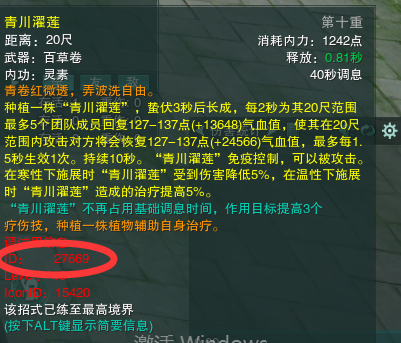 青川濯莲 第十重
距离：20尺 消耗内力：1242点
武器：百草卷 释放：0.81秒
内功：灵素 40秒调息
青卷红微透，弄波洗自由。
种植一株“青川濯莲”，蛰伏3秒后长成，每2秒为其20尺范围
最多5个团队成员回复127-137点(+13648)气血值，使其在20尺
范围内攻击对方将会恢复127-137点(+24566)气血值，最多每1.
5秒生效1次。持续10秒。“青川濯莲”免疫控制，可以被攻击。
在寒性下施展时“青川濯莲”受到伤害降低5%，在温性下施展
时“青川濯莲”造成的治疗提高5%。
“青川濯莲”不再占用基础调息时间，作用目标提高3个
疗伤技，种植一株植物辅助自身治疗。
ID: 27669
IconID: 15420
该招式已练至最高境界
(按下ALT键显示简要信息)
激活 Windows